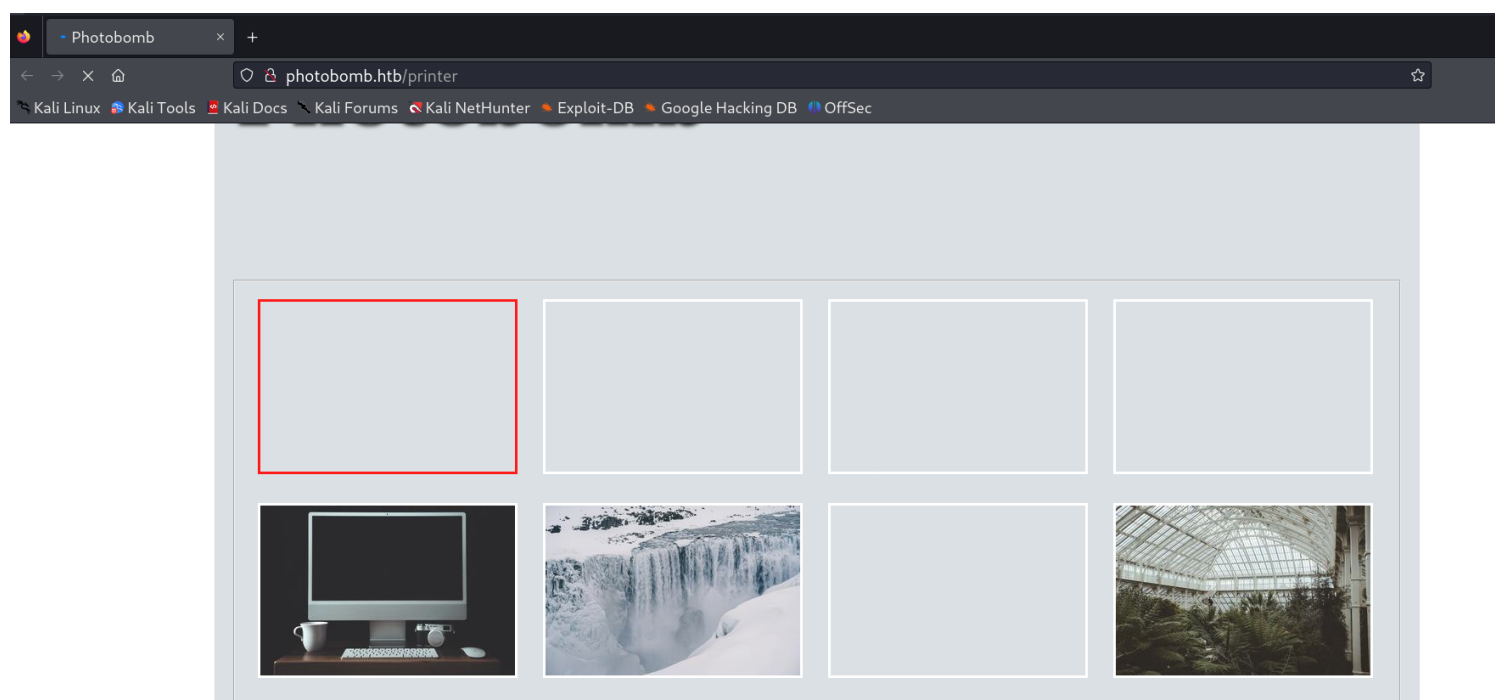 Photobomb
photobomb.htb/printer
Kali Linux Kali Tools Kali Docs Kali Forums Kali NetHunter Exploit-DB Google Hacking DB OffSec